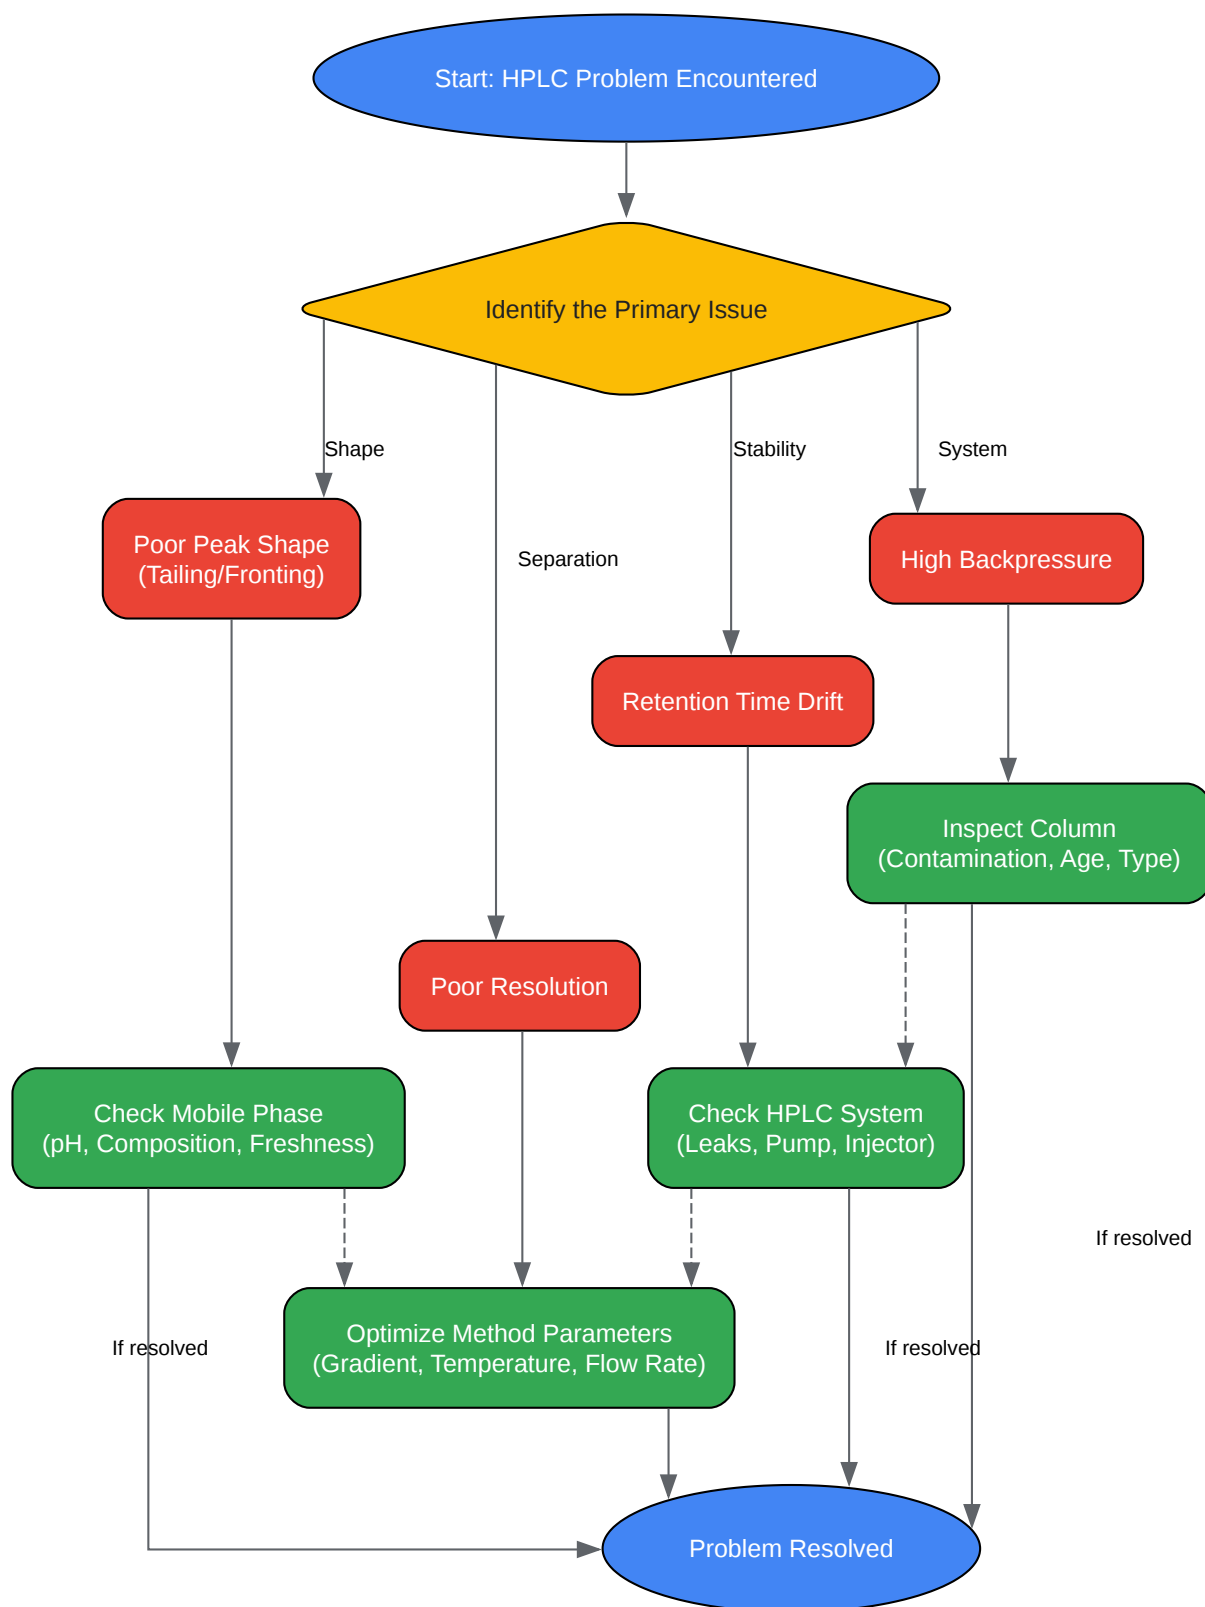 Start: HPLC Problem Encountered
Identify the Primary Issue
Shape
Stability
System
Poor Peak Shape
(Tailing/Fronting)
Separation
High Backpressure
Retention Time Drift
Inspect Column
(Contamination, Age, Type)
Poor Resolution
Check Mobile Phase
(pH, Composition, Freshness)
Check HPLC System
(Leaks, Pump, Injector)
If resolved
Optimize Method Parameters
(Gradient, Temperature, Flow Rate)
If resolved
If resolved
Problem Resolved